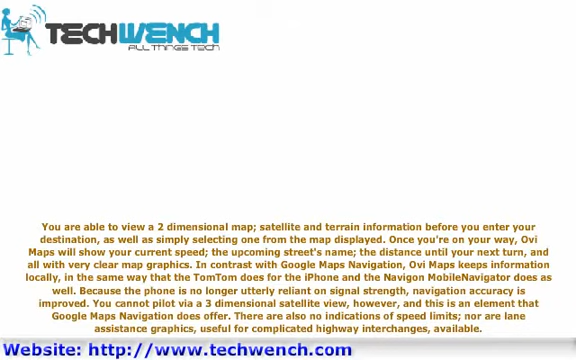 TECHWENCH
ALL THINGS TECH
You are able to view a 2 dimensional map; satellite and terrain information before you enter your
destination, as well as simply selecting one from the map displayed. Once you're on your way, Ovi
Maps will show your current speed; the upcoming street's name; the distance until your next turn, and
all with very clear map graphics. In contrast with Google Maps Navigation, Ovi Maps keeps information
locally, in the same way that the TomTom does for the iPhone and the Navigon MobileNavigator does as
well. Because the phone is no longer utterly reliant on signal strength, navigation accuracy is
improved. You cannot pilot via a 3 dimensional satellite view, however, and this is an element that
Google Maps Navigation does offer. There are also no indications of speed limits; nor are lane
assistance graphics, useful for complicated highway interchanges, available.
Website: http://www.techwench.com